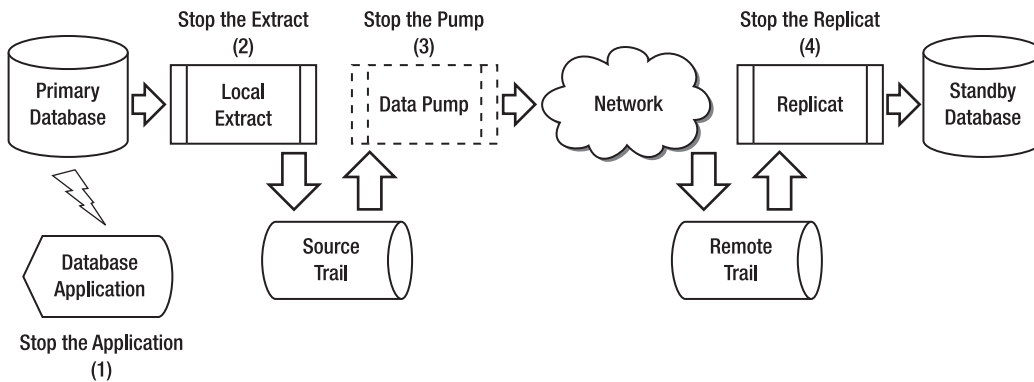 Stop the Extract
(2)
Stop the Pump
(3)
Stop the Replicat
(4)
Primary
Database
Local
Extract
Data Pump
Network
Replicat
Standby
Database
Source
Trail
Remote
Trail
Database
Application
Stop the Application
(1)